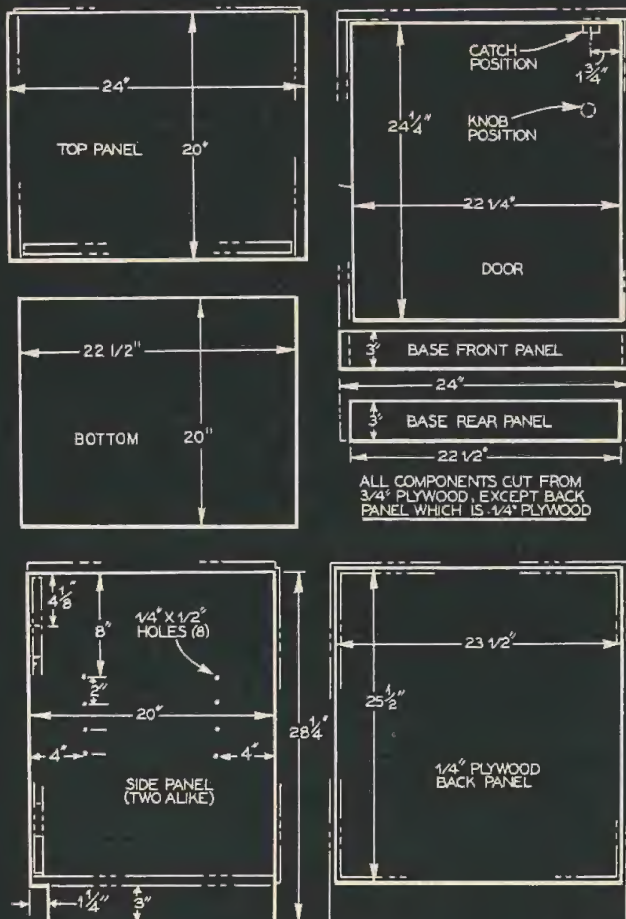 24"
TOP PANEL
20"
CATCH
POSITION
1 3/4"
KNOB
POSITION
24 1/4"
22 1/4"
DOOR
22 1/2"
BOTTOM
20"
3"
BASE FRONT PANEL
24"
3"
BASE REAR PANEL
22 1/2"
ALL COMPONENTS CUT FROM
3/4" PLYWOOD, EXCEPT BACK
PANEL WHICH IS 1/4" PLYWOOD
4 1/8"
8"
1/4" X 1/2"
HOLES (8)
2"
20"
4"
4"
SIDE PANEL
(TWO ALIKE)
28 1/4"
1 1/4"
3"
23 1/2"
25 1/2"
1/4" PLYWOOD
BACK PANEL